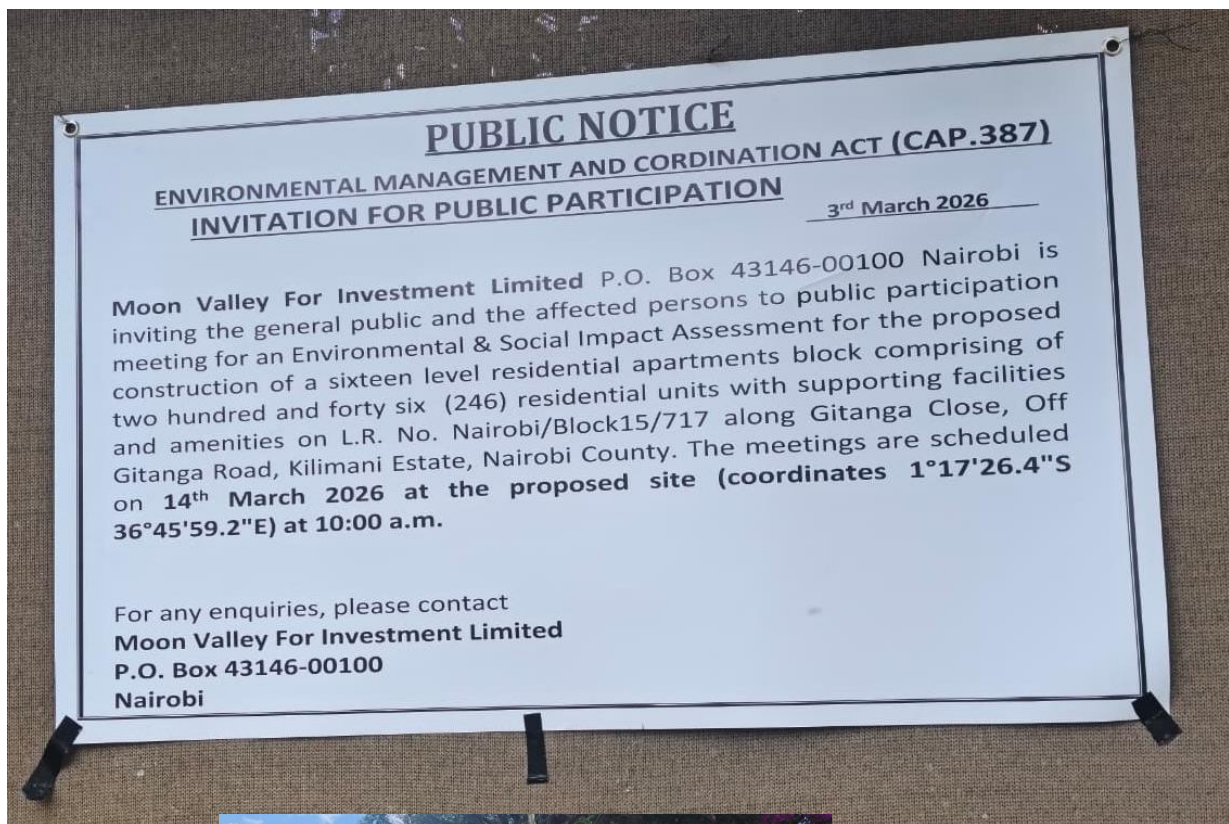 PUBLIC NOTICE
ENVIRONMENTAL MANAGEMENT AND CORDINATION ACT (CAP.387)
INVITATION FOR PUBLIC PARTICIPATION
3rd March 2026
Moon Valley For Investment Limited P.O. Box 43146-00100 Nairobi is
inviting the general public and the affected persons to public participation
meeting for an Environmental & Social Impact Assessment for the proposed
construction of a sixteen level residential apartments block comprising of
two hundred and forty six (246) residential units with supporting facilities
and amenities on L.R. No. Nairobi/Block15/717 along Gitanga Close, Off
Gitanga Road, Kilimani Estate, Nairobi County. The meetings are scheduled
on 14th March 2026 at the proposed site (coordinates 1°17'26.4"S
36°45'59.2"E) at 10:00 a.m.
For any enquiries, please contact
Moon Valley For Investment Limited
P.O. Box 43146-00100
Nairobi